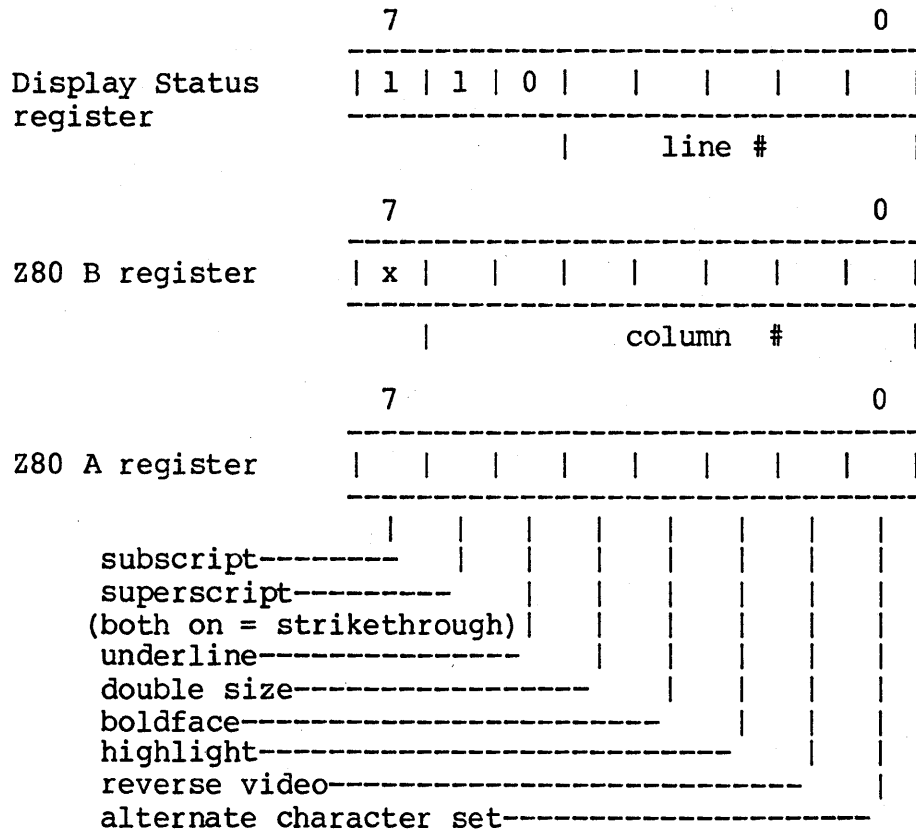 7 0
Display Status | 1 | 1 | 0 | | | | | |
register
| line # |
7 0
Z80 B register | x | | | | | | | |
| column # |
7 0
Z80 A register | | | | | | | | |
| | | | | | | |
subscript-------- | | | | | | |
superscript--------- | | | | | |
(both on = strikethrough)| | | | | |
underline--------------- | | | | |
double size----------------- | | | |
boldface------------------------ | | |
highlight--------------------------- | |
reverse video--------------------------- |
alternate character set---------------------